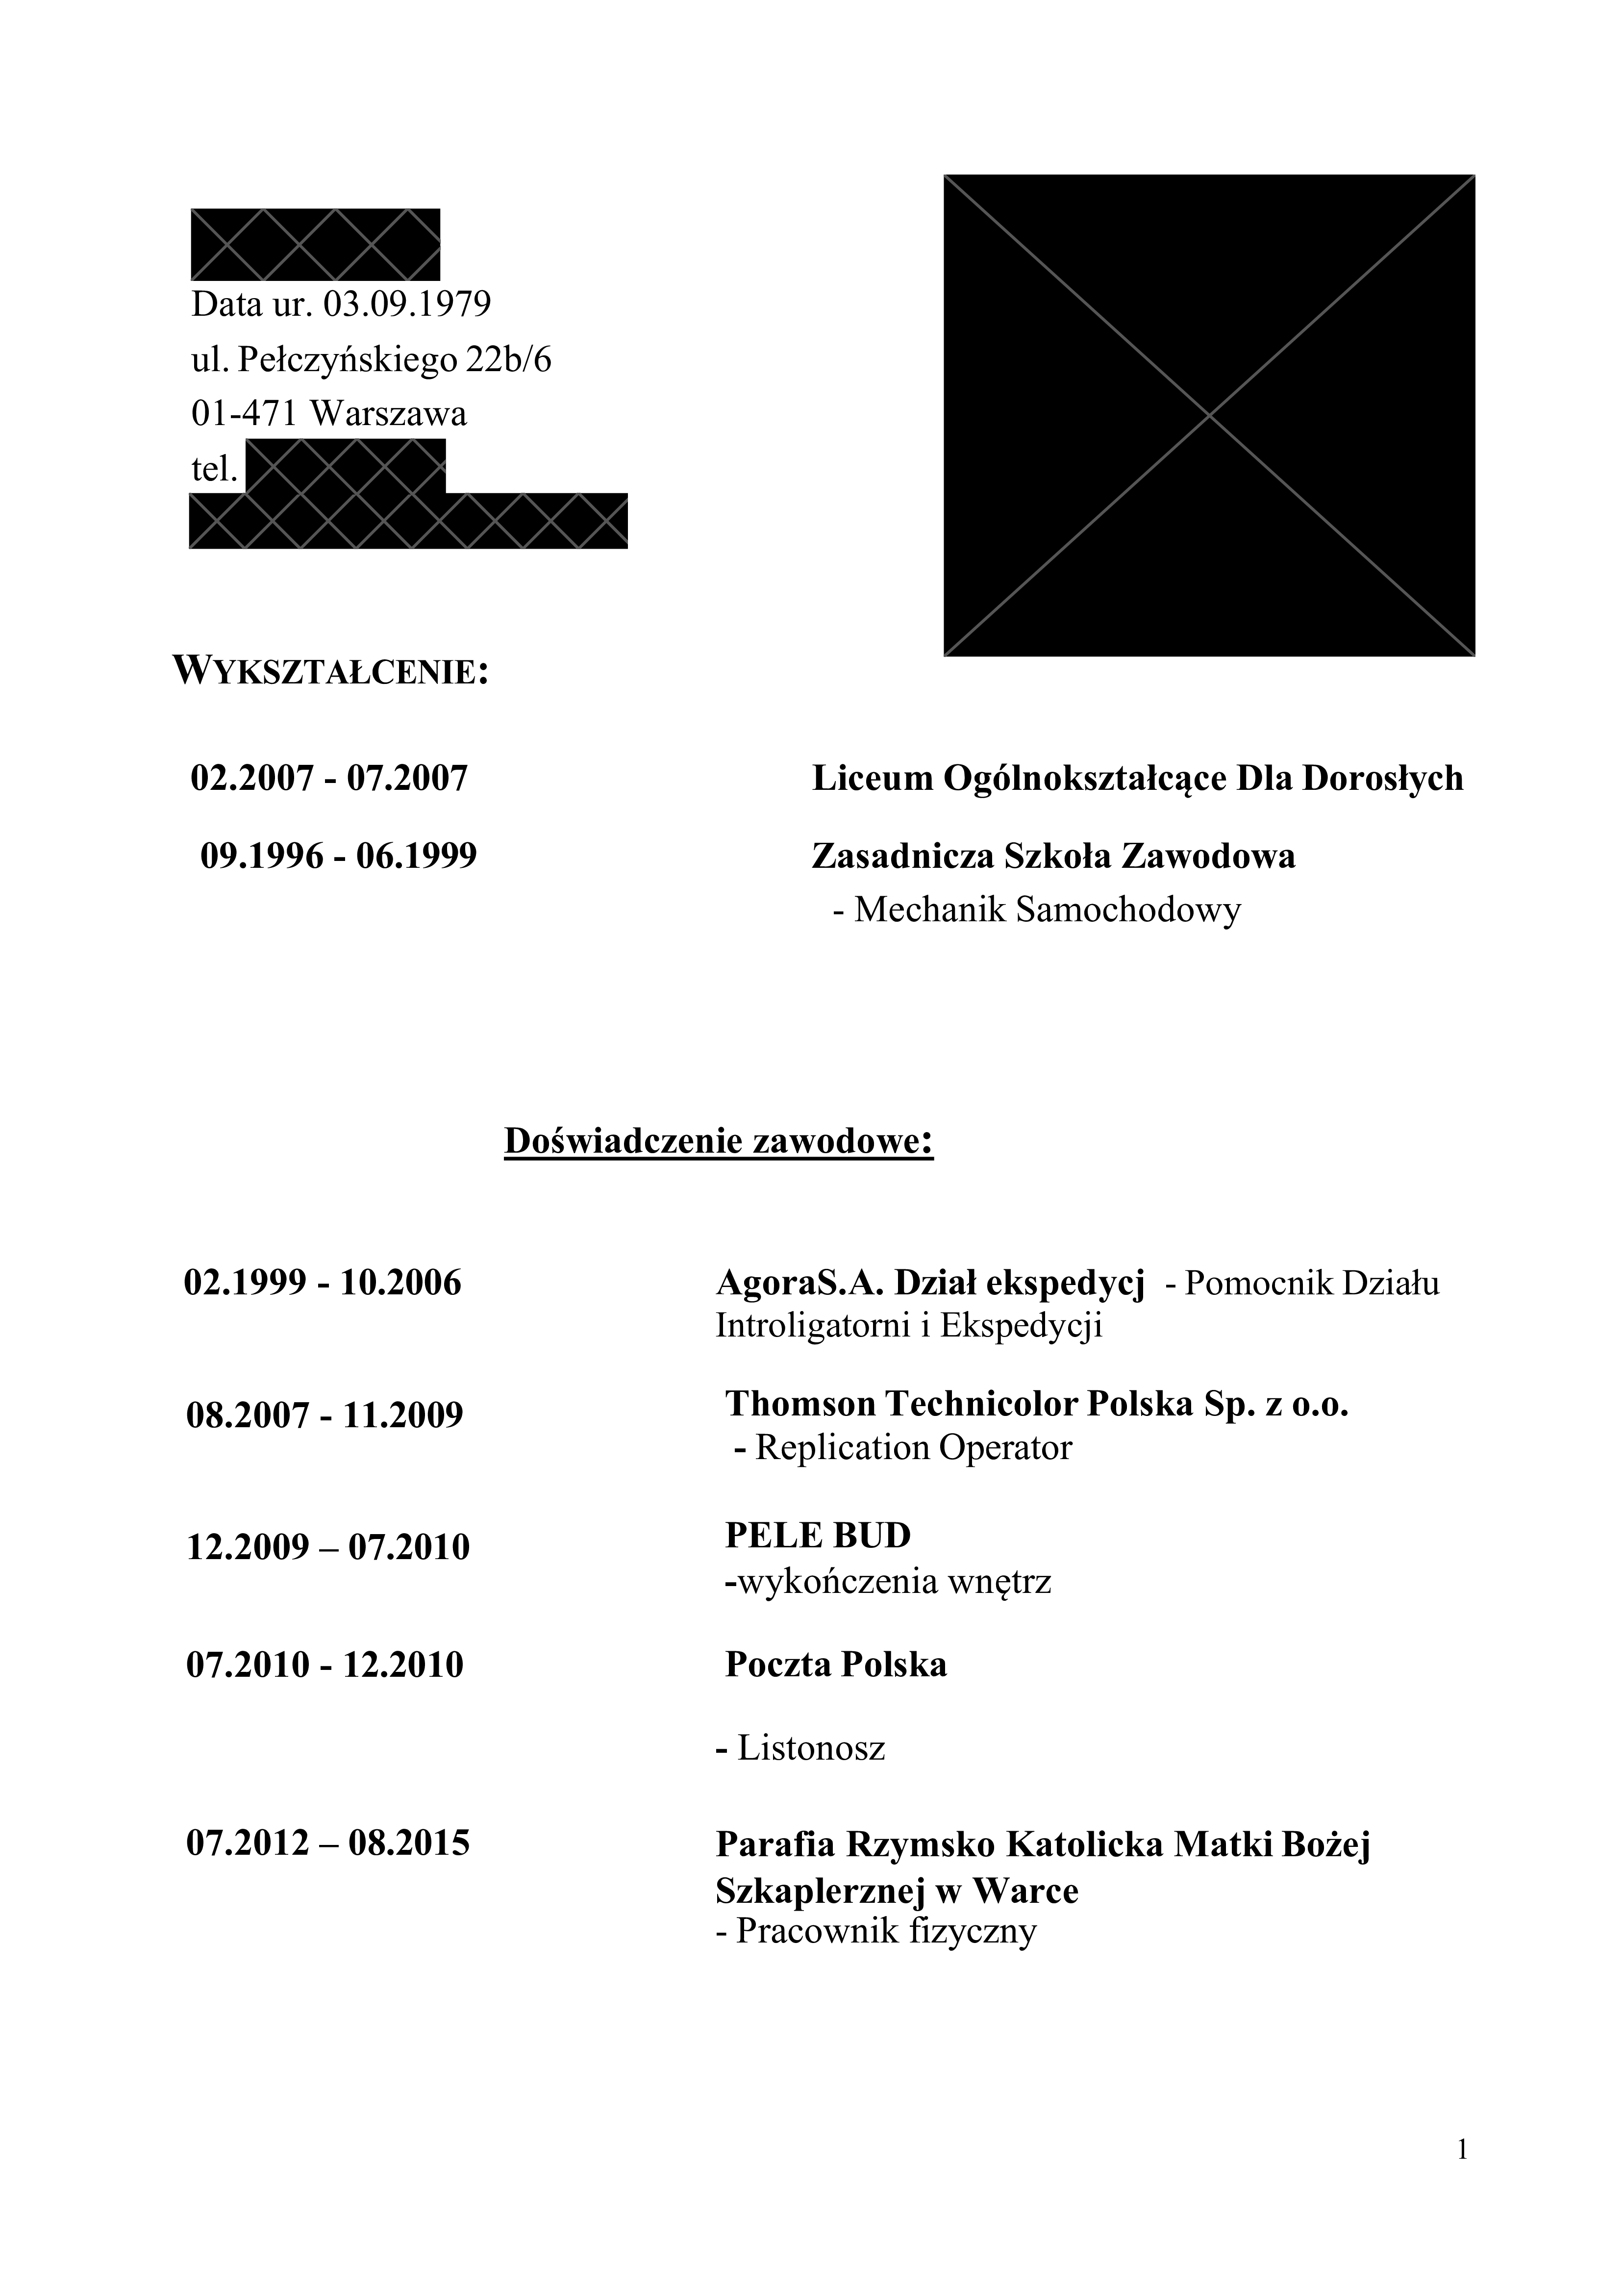 Data ur. 03.09.1979
ul. Pełczyńskiego 22b/6
01-471 Warszawa
tel.
WYKSZTAŁCENIE:
02.2007 - 07.2007 Liceum Ogólnokształcące Dla Dorosłych
09.1996 - 06.1999 Zasadnicza Szkoła Zawodowa
- Mechanik Samochodowy
Doświadczenie zawodowe:
02.1999 - 10.2006 AgoraS.A. Dział ekspedycj - Pomocnik Działu
Introligatorni i Ekspedycji
08.2007 - 11.2009 Thomson Technicolor Polska Sp. z o.o.
- Replication Operator
12.2009 – 07.2010 PELE BUD
-wykończenia wnętrz
07.2010 - 12.2010 Poczta Polska
- Listonosz
07.2012 – 08.2015 Parafia Rzymsko Katolicka Matki Bożej
Szkaplerznej w Warce
- Pracownik fizyczny
1